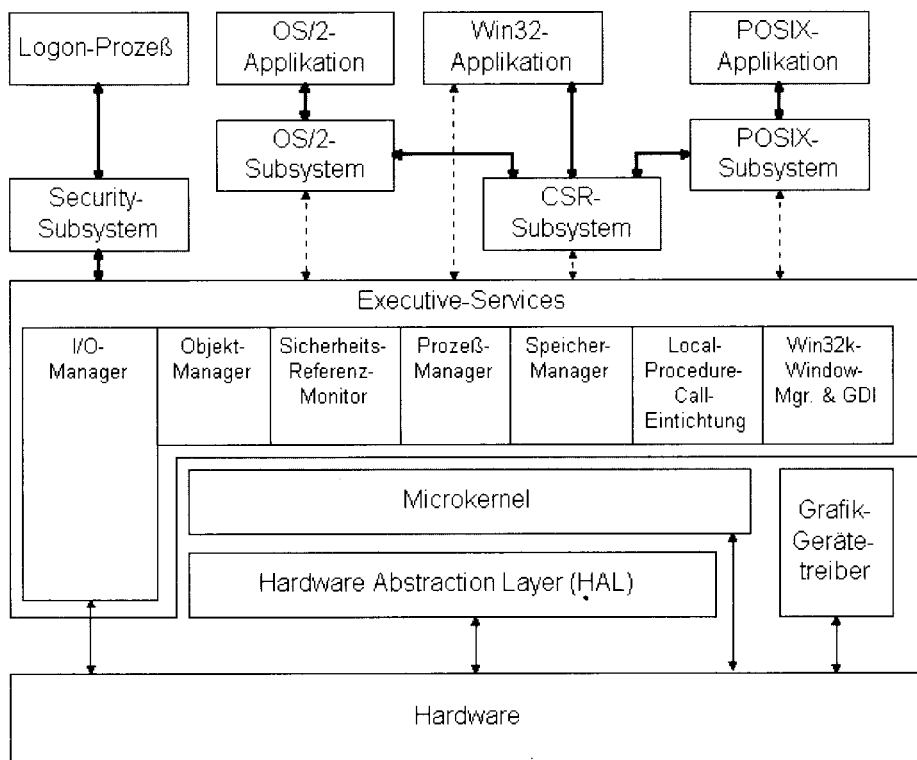 Logon-Prozeß
OS/2-
Applikation
Win32-
Applikation
POSIX-
Applikation
OS/2-
Subsystem
POSIX-
Subsystem
Security-
Subsystem
CSR-
Subsystem
Executive-Services
I/O-
Manager
Objekt-
Manager
Sicherheits-
Referenz-
Monitor
Prozeß-
Manager
Speicher-
Manager
Local-
Procedure-
Call-
Eintichtung
Win32k-
Window-
Mgr. & GDI
Microkernel
Grafik-
Geräte-
treiber
Hardware Abstraction Layer (HAL)
Hardware